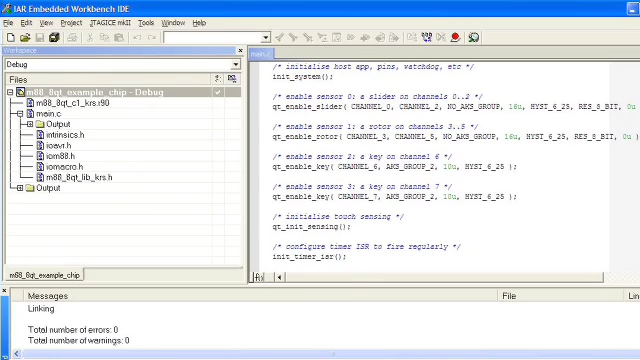 IAR Embedded Workbench IDE
File Edit View Project JTAGICE mkII Tools Window Help
Workspace
Debug
Files
m88_8qt_example_chip - Debug
m88_8qt_c1_krs.r90
main.c
Output
intrinsics.h
ioavr.h
iom88.h
iomacro.h
m88_8qt_lib_krs.h
Output
m88_8qt_example_chip
main.c
/* initialise host app, pins, watchdog, etc */
init_system();
/* enable sensor 0: a slider on channels 0..2 */
qt_enable_slider( CHANNEL_0, CHANNEL_2, NO_AKS_GROUP, 16u, HYST_6_25, RES_8_BIT, 0u
/* enable sensor 1: a rotor on channels 3..5 */
qt_enable_rotor( CHANNEL_3, CHANNEL_5, NO_AKS_GROUP, 16u, HYST_6_25, RES_8_BIT, 0u )
/* enable sensor 2: a key on channel 6 */
qt_enable_key( CHANNEL_6, AKS_GROUP_2, 10u, HYST_6_25 );
/* enable sensor 3: a key on channel 7 */
qt_enable_key( CHANNEL_7, AKS_GROUP_2, 10u, HYST_6_25 );
/* initialise touch sensing */
qt_init_sensing();
/* configure timer ISR to fire regularly */
init_timer_isr();
Messages File Lin
Linking
Total number of errors: 0
Total number of warnings: 0